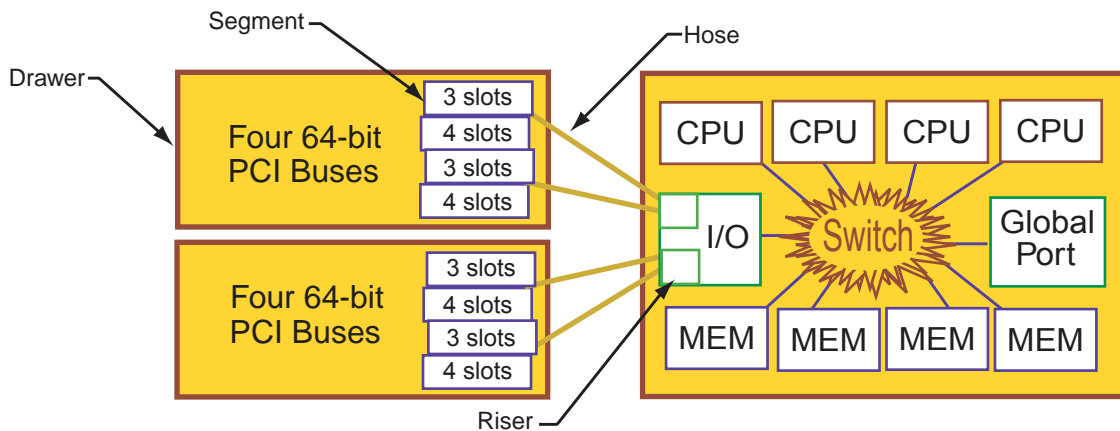 Segment
Hose
Drawer
Four 64-bit
PCI Buses
3 slots
4 slots
3 slots
4 slots
Four 64-bit
PCI Buses
3 slots
4 slots
3 slots
4 slots
Riser
CPU
CPU
CPU
CPU
I/O
Switch
Global
Port
MEM
MEM
MEM
MEM